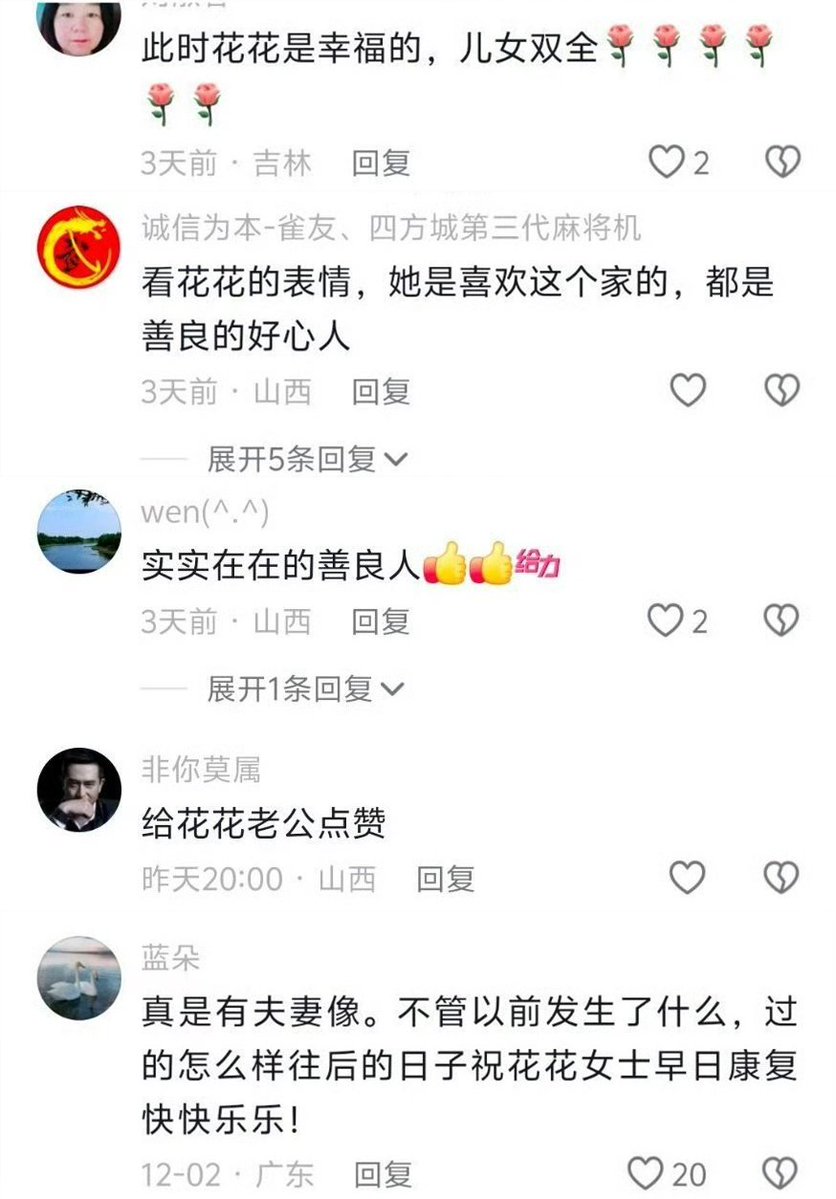 此时花花是幸福的，儿女双全🌹🌹🌹🌹
🌹🌹
3天前 · 吉林 回复 2
诚信为本-雀友、四方城第三代麻将机
看花花的表情，她是喜欢这个家的，都是
善良的好心人
3天前 · 山西 回复
展开5条回复
wen(^.^)
实实在在的善良人👍👍给力
3天前 · 山西 回复 2
展开1条回复
非你莫属
给花花老公点赞
昨天20:00 · 山西 回复
蓝朵
真是有夫妻像。不管以前发生了什么，过
的怎么样往后的日子祝花花女士早日康复
快快乐乐！
12-02 · 广东 回复 20